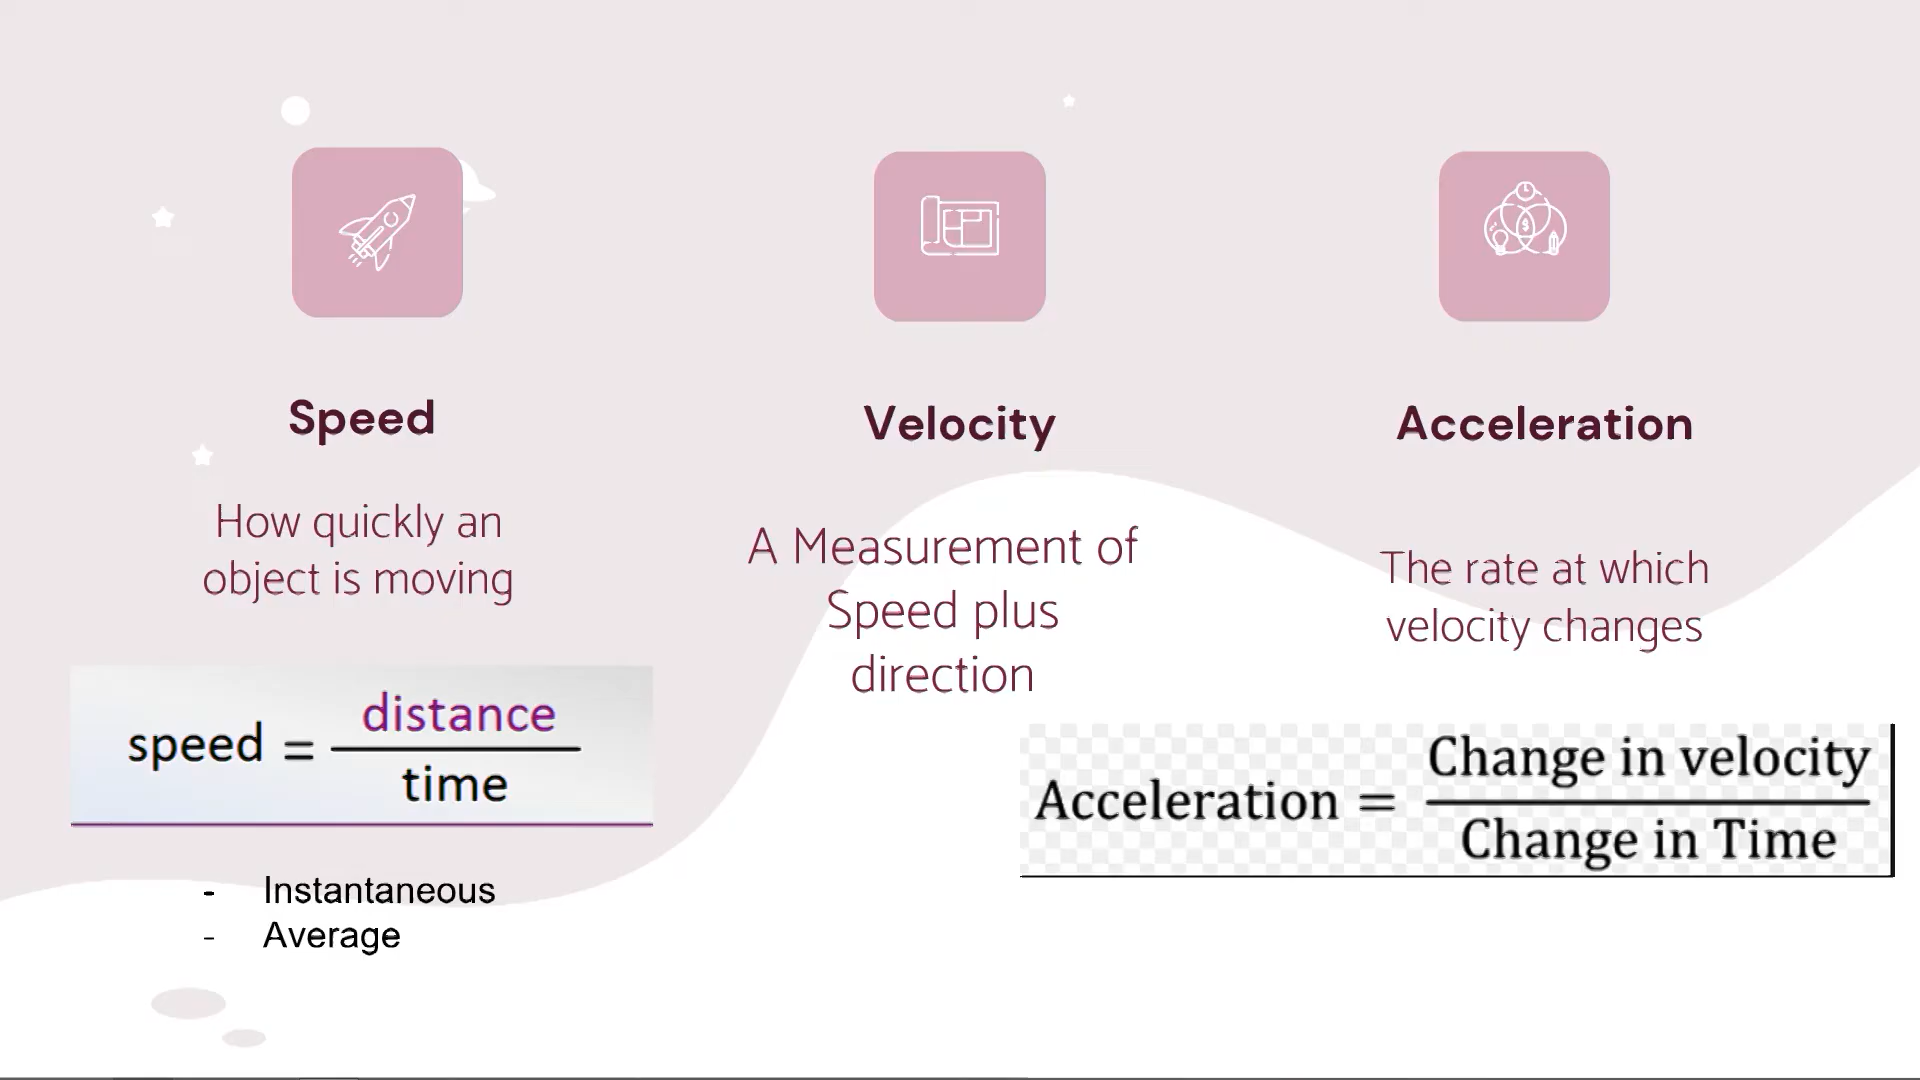 Speed
How quickly an
object is moving
speed = distance
time
- Instantaneous
- Average
Velocity
A Measurement of
Speed plus
direction
Acceleration
The rate at which
velocity changes
Acceleration = Change in velocity
Change in Time